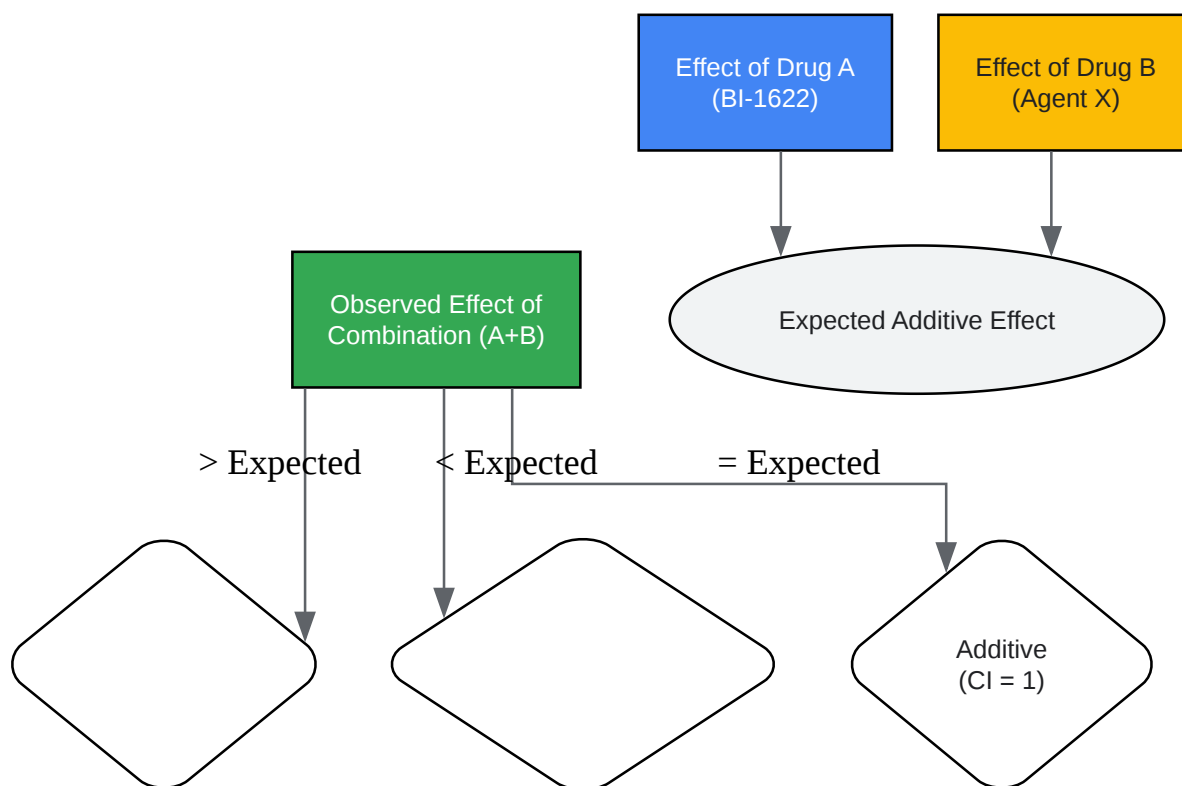 Effect of Drug A
(BI-1622)
Effect of Drug B
(Agent X)
Observed Effect of
Combination (A+B)
Expected Additive Effect
> Expected
< Expected
= Expected
Additive
(CI = 1)